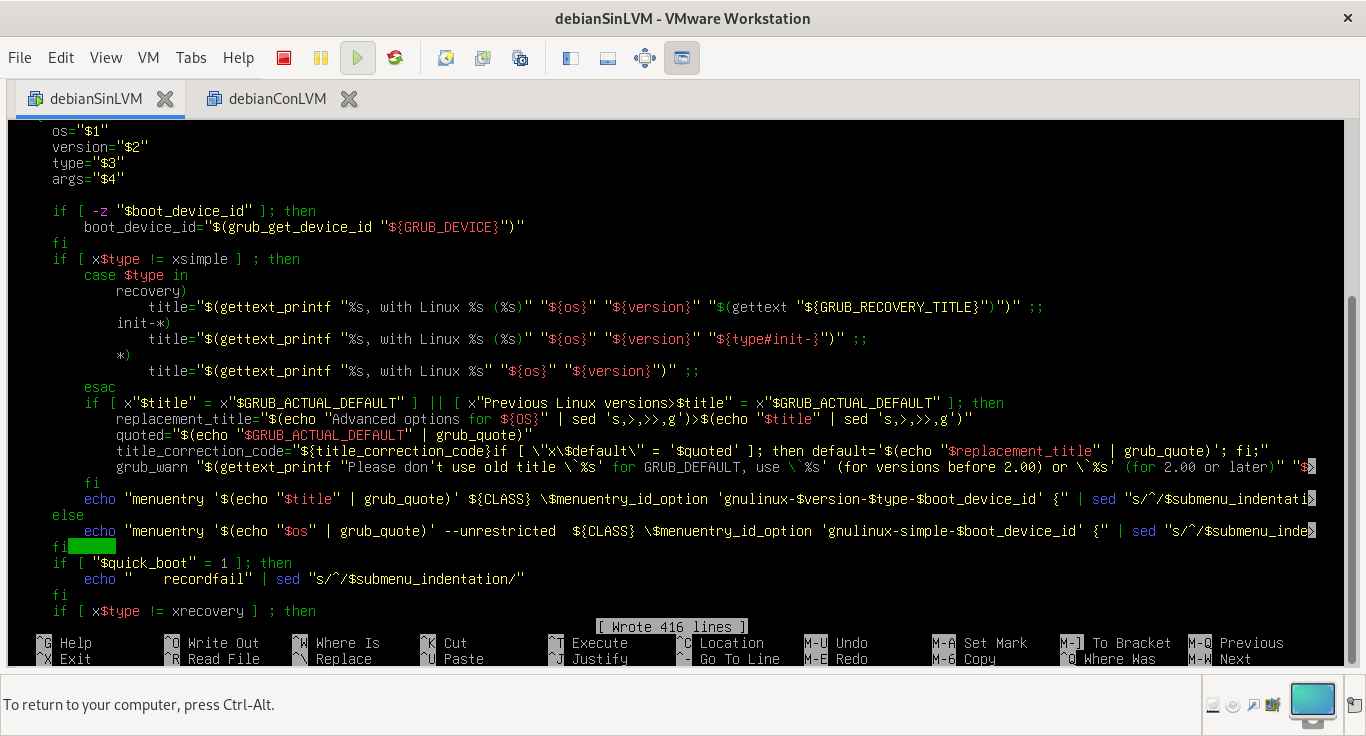 debianSinLVM - VMware Workstation
File Edit View VM Tabs Help
debianSinLVM debianConLVM
os="$1"
version="$2"
type="$3"
args="$4"
if [ -z "$boot_device_id" ]; then
boot_device_id="$(grub_get_device_id "${GRUB_DEVICE}")"
fi
if [ x$type != xsimple ] ; then
case $type in
recovery)
title="$(gettext_printf "%s, with Linux %s (%s)" "${os}" "${version}" "$(gettext "${GRUB_RECOVERY_TITLE}")")" ;;
init-*)
title="$(gettext_printf "%s, with Linux %s (%s)" "${os}" "${version}" "${type#init-}")" ;;
*)
title="$(gettext_printf "%s, with Linux %s" "${os}" "${version}")" ;;
esac
if [ x"$title" = x"$GRUB_ACTUAL_DEFAULT" ] || [ x"Previous Linux versions>$title" = x"$GRUB_ACTUAL_DEFAULT" ]; then
replacement_title="$(echo "Advanced options for ${OS}" | sed 's,>,>>,g')>$(echo "$title" | sed 's,>,>>,g')"
quoted="$(echo "$GRUB_ACTUAL_DEFAULT" | grub_quote)"
title_correction_code="${title_correction_code}if [ \"x\$default\" = '$quoted' ]; then default='$(echo "$replacement_title" | grub_quote)'; fi;"
grub_warn "$(gettext_printf "Please don't use old title \`%s' for GRUB_DEFAULT, use \`%s' (for versions before 2.00) or \`%s' (for 2.00 or later)" "$>
fi
echo "menuentry '$(echo "$title" | grub_quote)' ${CLASS} \$menuentry_id_option 'gnulinux-$version-$type-$boot_device_id' {" | sed "s/^/$submenu_indentati>
else
echo "menuentry '$(echo "$os" | grub_quote)' --unrestricted  ${CLASS} \$menuentry_id_option 'gnulinux-simple-$boot_device_id' {" | sed "s/^/$submenu_inde>
fi
if [ "$quick_boot" = 1 ]; then
echo "    recordfail" | sed "s/^/$submenu_indentation/"
fi
if [ x$type != xrecovery ] ; then
[ Wrote 416 lines ]
^G Help ^O Write Out ^W Where Is ^K Cut ^T Execute ^C Location M-U Undo M-A Set Mark M-] To Bracket M-Q Previous
^X Exit ^R Read File ^\ Replace ^U Paste ^J Justify ^- Go To Line M-E Redo M-6 Copy ^Q Where Was M-W Next
To return to your computer, press Ctrl-Alt.